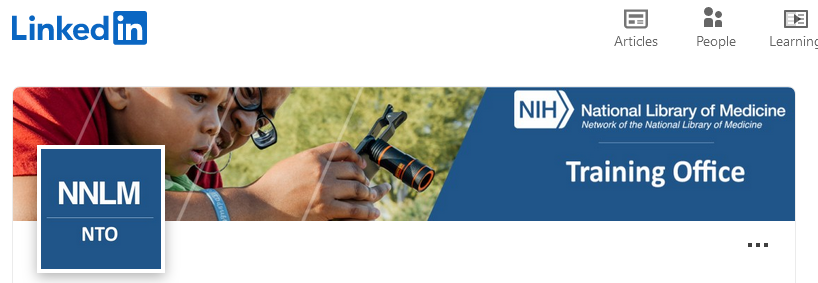 Linkedin
Articles
People
Learning
NIH
National Library of Medicine
Network of the National Library of Medicine
Training Office
NNLM
NTO